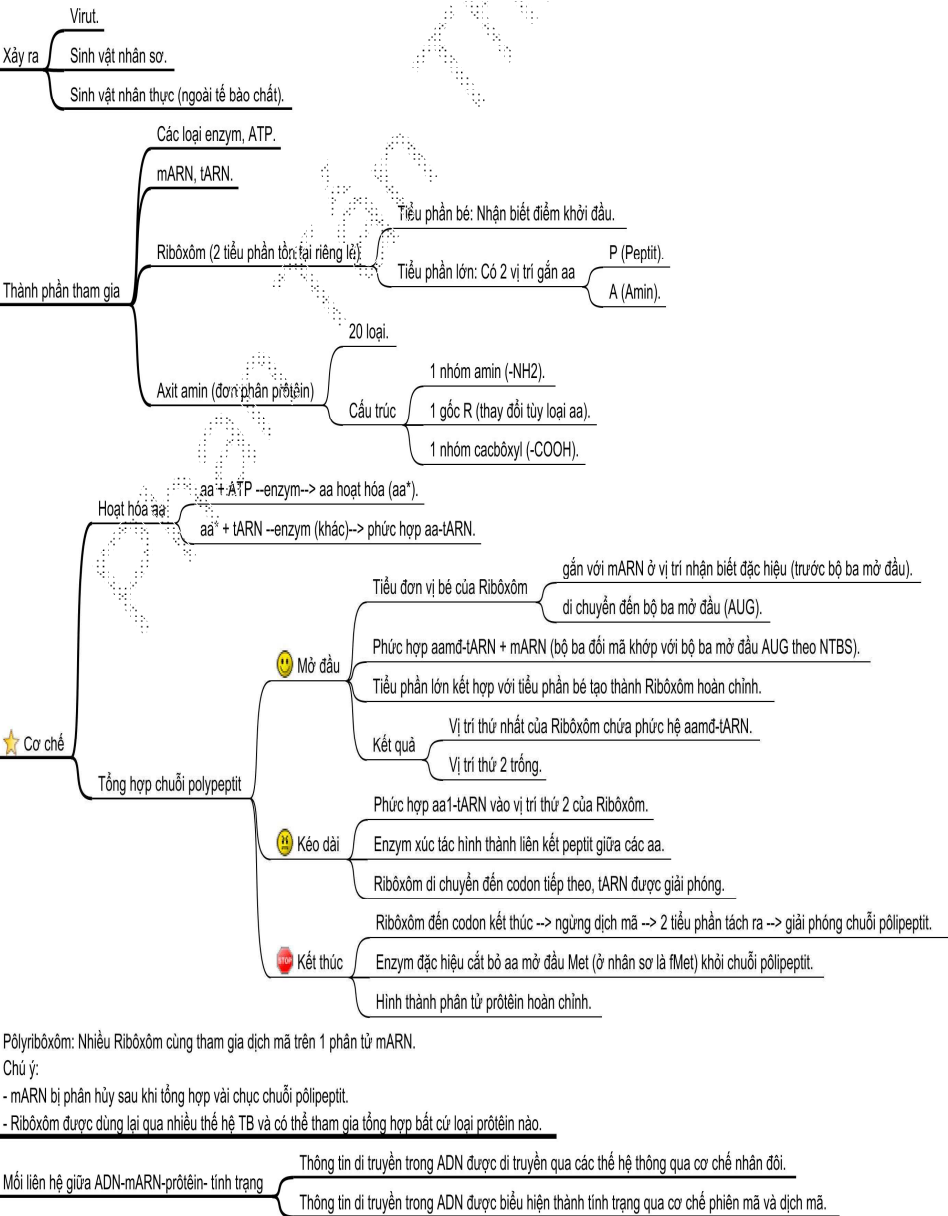 Virut.
Xảy ra
Sinh vật nhân sơ.
Sinh vật nhân thực (ngoài tế bào chất).
Các loại enzym, ATP.
mARN, tARN.
Ribôxôm (2 tiểu phần tồn tại riêng lẻ)
Tiểu phần bé: Nhận biết điểm khởi đầu.
Tiểu phần lớn: Có 2 vị trí gắn aa
P (Peptit).
A (Amin).
Thành phần tham gia
20 loại.
Axit amin (đơn phân prôtêin)
Cấu trúc
1 nhóm amin (-NH2).
1 gốc R (thay đổi tùy loại aa).
1 nhóm cacbôxyl (-COOH).
Hoạt hóa aa
aa + ATP --enzym--> aa hoạt hóa (aa*).
aa* + tARN --enzym (khác)--> phức hợp aa-tARN.
Cơ chế
Tổng hợp chuỗi polypeptit
Mở đầu
Tiểu đơn vị bé của Ribôxôm
gắn với mARN ở vị trí nhận biết đặc hiệu (trước bộ ba mở đầu).
di chuyển đến bộ ba mở đầu (AUG).
Phức hợp aamđ-tARN + mARN (bộ ba đối mã khớp với bộ ba mở đầu AUG theo NTBS).
Tiểu phần lớn kết hợp với tiểu phần bé tạo thành Ribôxôm hoàn chỉnh.
Kết quả
Vị trí thứ nhất của Ribôxôm chứa phức hệ aamđ-tARN.
Vị trí thứ 2 trống.
Kéo dài
Phức hợp aa1-tARN vào vị trí thứ 2 của Ribôxôm.
Enzym xúc tác hình thành liên kết peptit giữa các aa.
Ribôxôm di chuyển đến codon tiếp theo, tARN được giải phóng.
STOP
Kết thúc
Ribôxôm đến codon kết thúc --> ngừng dịch mã --> 2 tiểu phần tách ra --> giải phóng chuỗi pôlipeptit.
Enzym đặc hiệu cắt bỏ aa mở đầu Met (ở nhân sơ là fMet) khỏi chuỗi pôlipeptit.
Hình thành phân tử prôtêin hoàn chỉnh.
Pôlyribôxôm: Nhiều Ribôxôm cùng tham gia dịch mã trên 1 phân tử mARN.
Chú ý:
- mARN bị phân hủy sau khi tổng hợp vài chục chuỗi pôlipeptit.
- Ribôxôm được dùng lại qua nhiều thế hệ TB và có thể tham gia tổng hợp bất cứ loại prôtêin nào.
Mối liên hệ giữa ADN-mARN-prôtêin- tính trạng
Thông tin di truyền trong ADN được di truyền qua các thế hệ thông qua cơ chế nhân đôi.
Thông tin di truyền trong ADN được biểu hiện thành tính trạng qua cơ chế phiên mã và dịch mã.